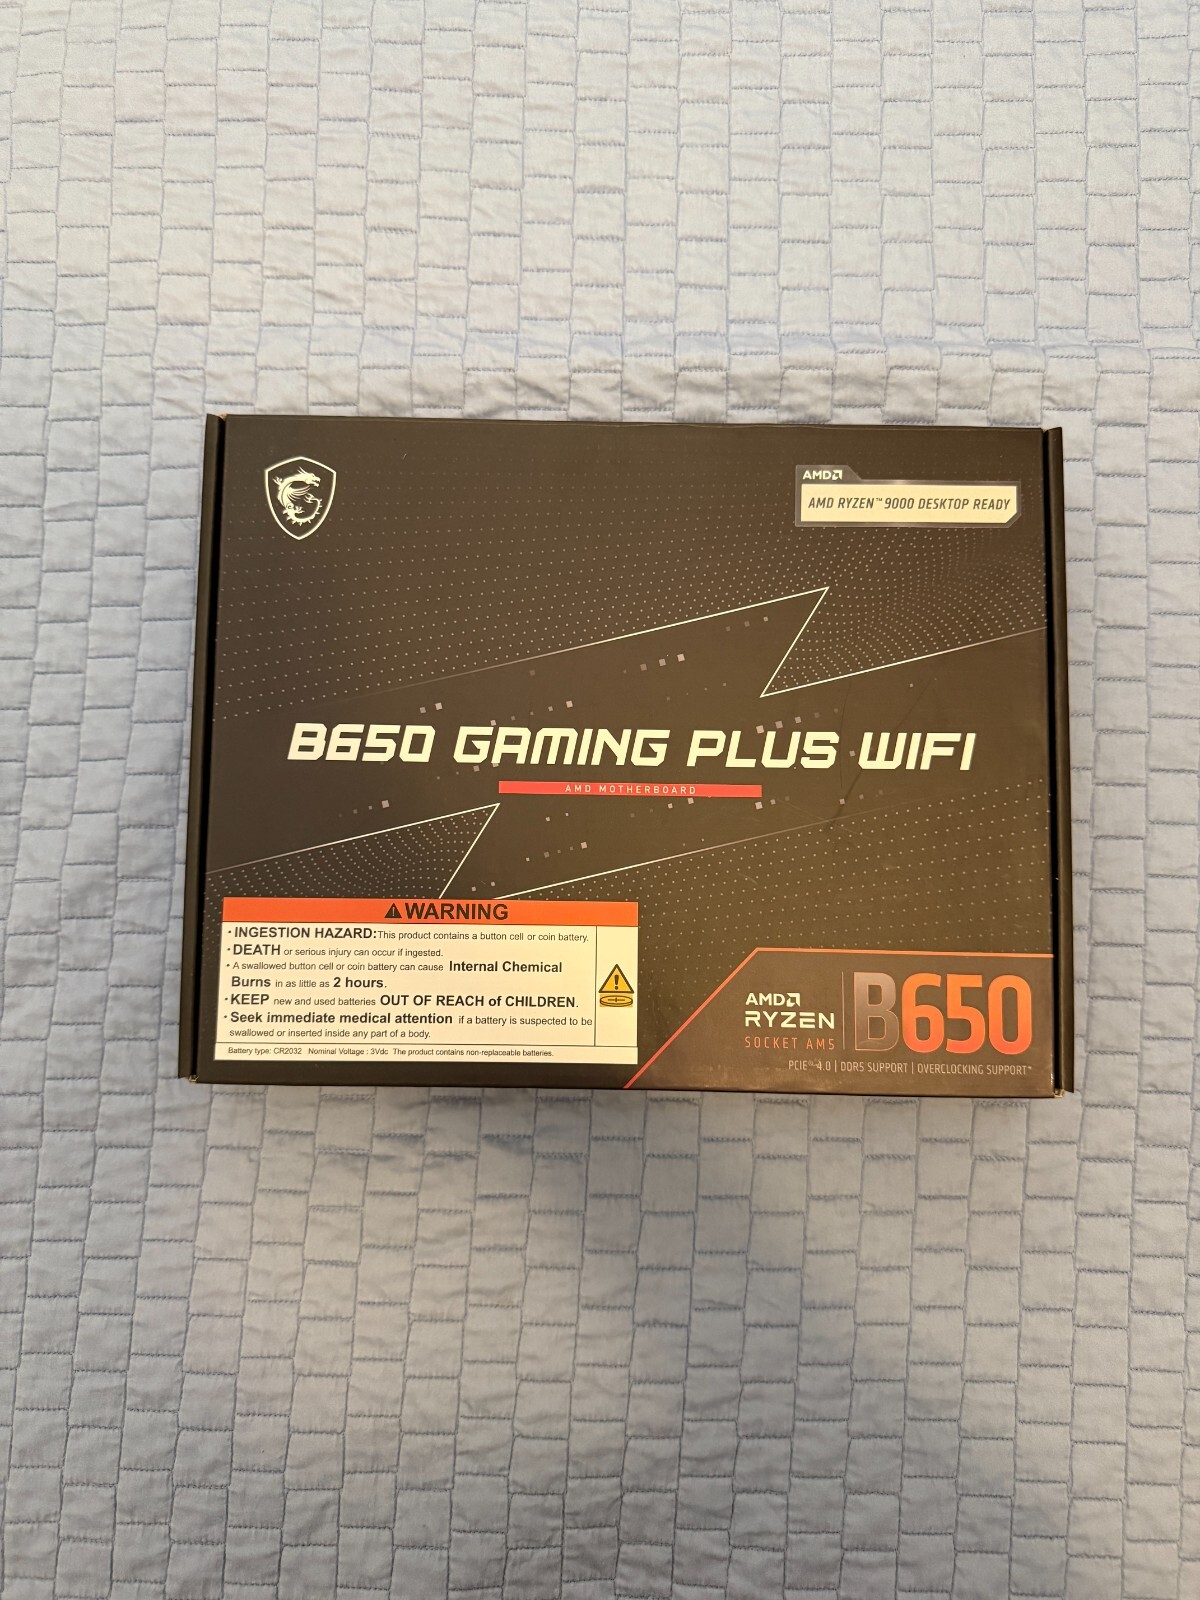 AMD
AMD RYZEN™ 9000 DESKTOP READY
B650 GAMING PLUS WIFI
AMD MOTHERBOARD
WARNING
· INGESTION HAZARD: This product contains a button cell or coin battery.
· DEATH or serious injury can occur if ingested.
· A swallowed button cell or coin battery can cause Internal Chemical
Burns in as little as 2 hours.
· KEEP new and used batteries OUT OF REACH of CHILDREN.
· Seek immediate medical attention if a battery is suspected to be
swallowed or inserted inside any part of a body.
Battery type: CR2032 Nominal Voltage : 3Vdc The product contains non-replaceable batteries.
AMD
RYZEN
SOCKET AM5
B650
PCIE® 4.0 | DDR5 SUPPORT | OVERCLOCKING SUPPORT*